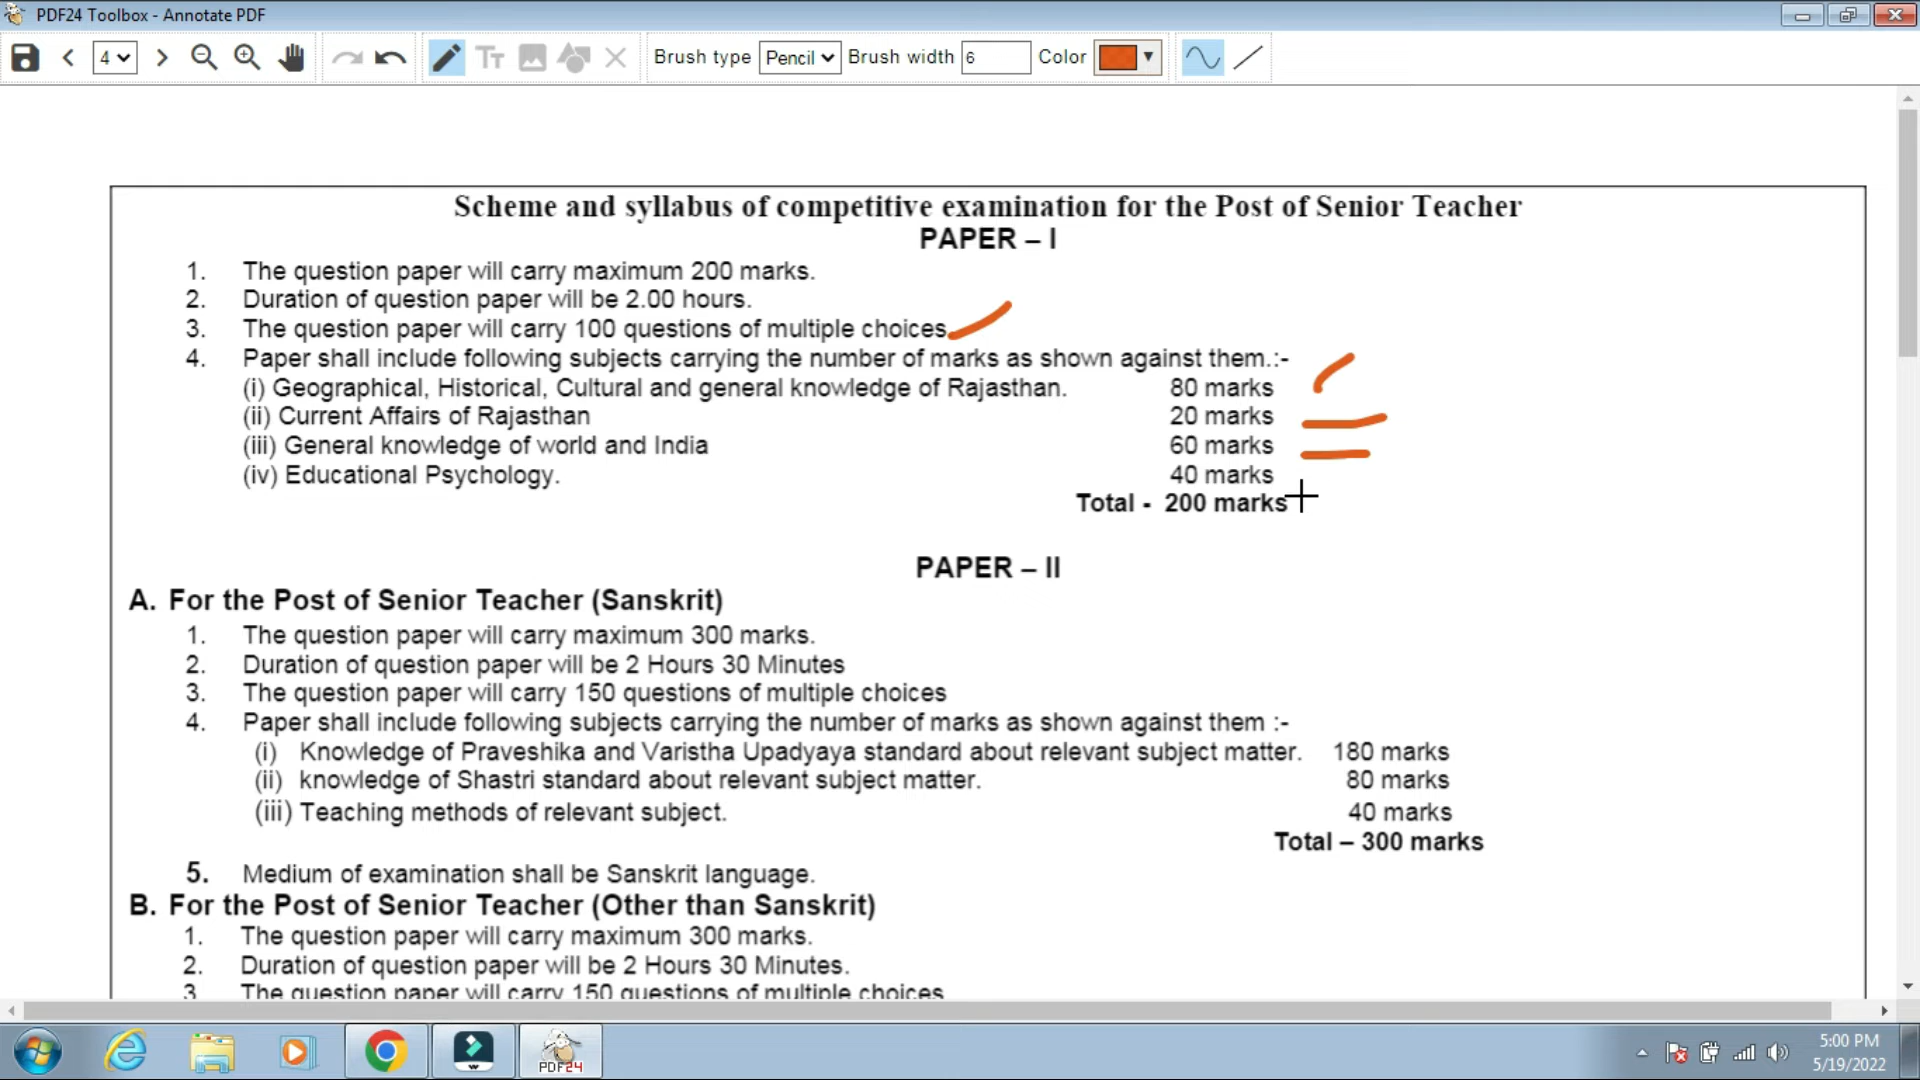 PDF24 Toolbox - Annotate PDF
4 Brush type Pencil Brush width 6 Color
Scheme and syllabus of competitive examination for the Post of Senior Teacher
PAPER – I
1. The question paper will carry maximum 200 marks.
2. Duration of question paper will be 2.00 hours.
3. The question paper will carry 100 questions of multiple choices
4. Paper shall include following subjects carrying the number of marks as shown against them.:-
(i) Geographical, Historical, Cultural and general knowledge of Rajasthan. 80 marks
(ii) Current Affairs of Rajasthan 20 marks
(iii) General knowledge of world and India 60 marks
(iv) Educational Psychology. 40 marks
Total - 200 marks
PAPER – II
A. For the Post of Senior Teacher (Sanskrit)
1. The question paper will carry maximum 300 marks.
2. Duration of question paper will be 2 Hours 30 Minutes
3. The question paper will carry 150 questions of multiple choices
4. Paper shall include following subjects carrying the number of marks as shown against them :-
(i) Knowledge of Praveshika and Varistha Upadyaya standard about relevant subject matter. 180 marks
(ii) knowledge of Shastri standard about relevant subject matter. 80 marks
(iii) Teaching methods of relevant subject. 40 marks
Total – 300 marks
5. Medium of examination shall be Sanskrit language.
B. For the Post of Senior Teacher (Other than Sanskrit)
1. The question paper will carry maximum 300 marks.
2. Duration of question paper will be 2 Hours 30 Minutes.
3. The question paper will carry 150 questions of multiple choices
PDF24
5:00 PM
5/19/2022